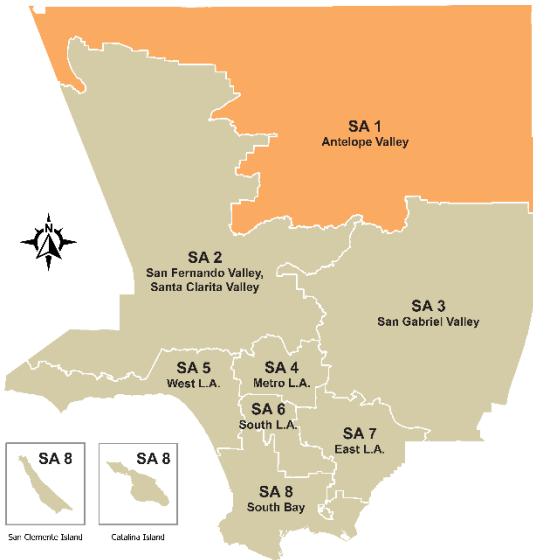 SA 1
Antelope Valley
N
SA 2
San Fernando Valley,
Santa Clarita Valley
SA 3
San Gabriel Valley
SA 5
West L.A.
SA 4
Metro L.A.
SA 6
South L.A.
SA 7
East L.A.
SA 8
South Bay
SA 8
San Clemente Island
SA 8
Catalina Island